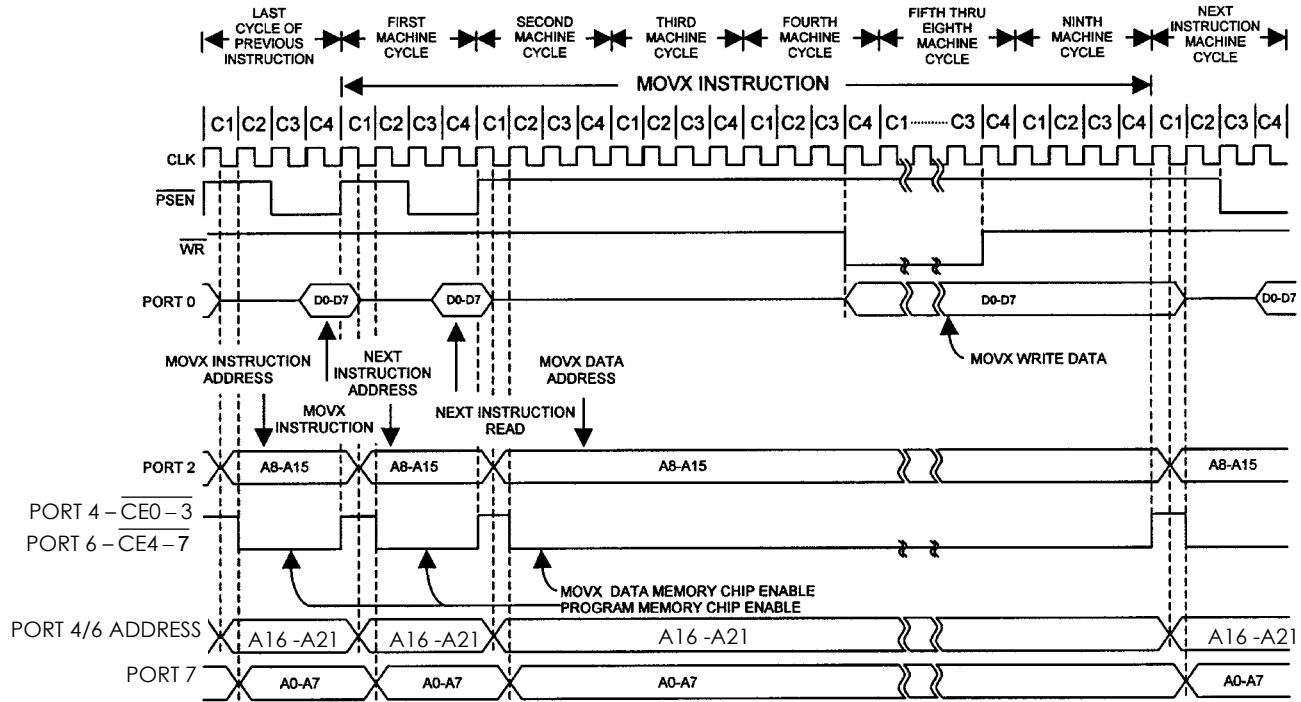 LAST CYCLE OF PREVIOUS INSTRUCTION
FIRST MACHINE CYCLE
SECOND MACHINE CYCLE
THIRD MACHINE CYCLE
FOURTH MACHINE CYCLE
FIFTH THRU EIGHTH MACHINE CYCLE
NINTH MACHINE CYCLE
NEXT INSTRUCTION MACHINE CYCLE
MOVX INSTRUCTION
C1 C2 C3 C4 C1 C2 C3 C4 C1 C2 C3 C4 C1 C2 C3 C4 C1 C2 C3 C4 C1 ........ C3 C4 C1 C2 C3 C4 C1 C2 C3 C4
CLK
PSEN
WR
PORT 0 D0-D7 D0-D7 D0-D7 D0-D7
MOVX INSTRUCTION ADDRESS
NEXT INSTRUCTION ADDRESS
MOVX DATA ADDRESS
MOVX WRITE DATA
MOVX INSTRUCTION
NEXT INSTRUCTION READ
PORT 2 A8-A15 A8-A15 A8-A15 A8-A15
PORT 4 – CE0 – 3
PORT 6 – CE4 – 7
MOVX DATA MEMORY CHIP ENABLE
PROGRAM MEMORY CHIP ENABLE
PORT 4/6 ADDRESS A16 -A21 A16 -A21 A16 -A21 A16 -A21
PORT 7 A0-A7 A0-A7 A0-A7 A0-A7